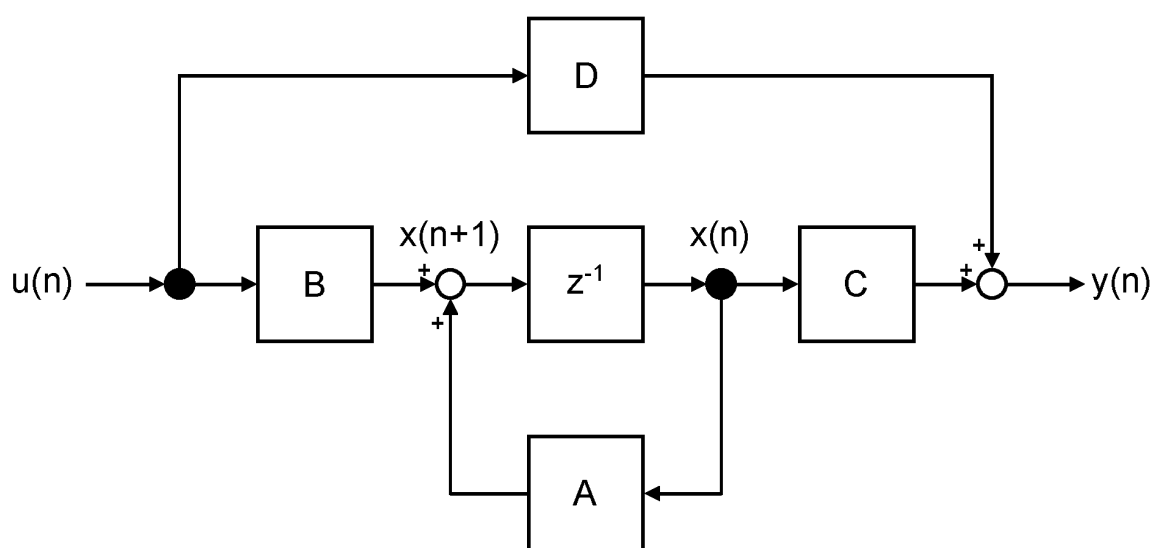 D
x(n+1)
x(n)
+
u(n)
B
+
z⁻¹
C
+
y(n)
+
A